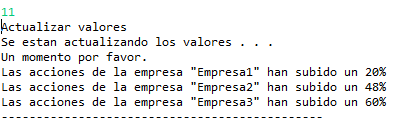 11
Actualizar valores
Se estan actualizando los valores . . .
Un momento por favor.
Las acciones de la empresa "Empresa1" han subido un 20%
Las acciones de la empresa "Empresa2" han subido un 48%
Las acciones de la empresa "Empresa3" han subido un 60%
----------------------------------------------